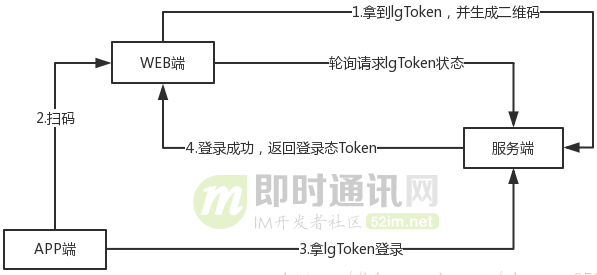 1.拿到lgToken，并生成二维码
WEB端
轮询请求lgToken状态
2.扫码
4.登录成功，返回登录态Token
服务端
即时通讯网
IM开发者社区 52im.net
APP端
3.拿lgToken登录